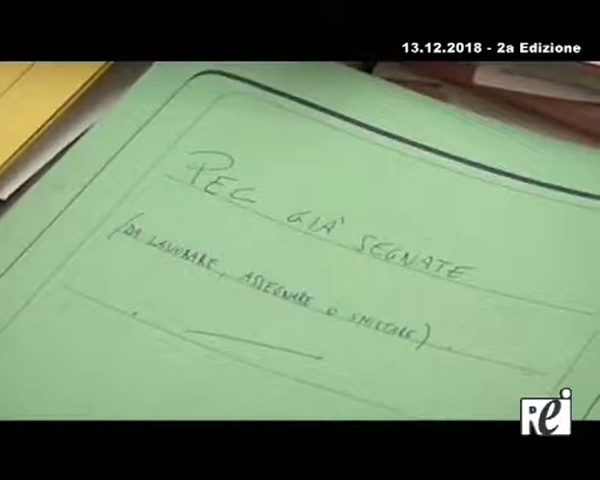 13.12.2018 - 2a Edizione
PEC GIÀ SEGNATE
(DA LAVORARE, ASSEGNARE O SMISTARE)
Rei